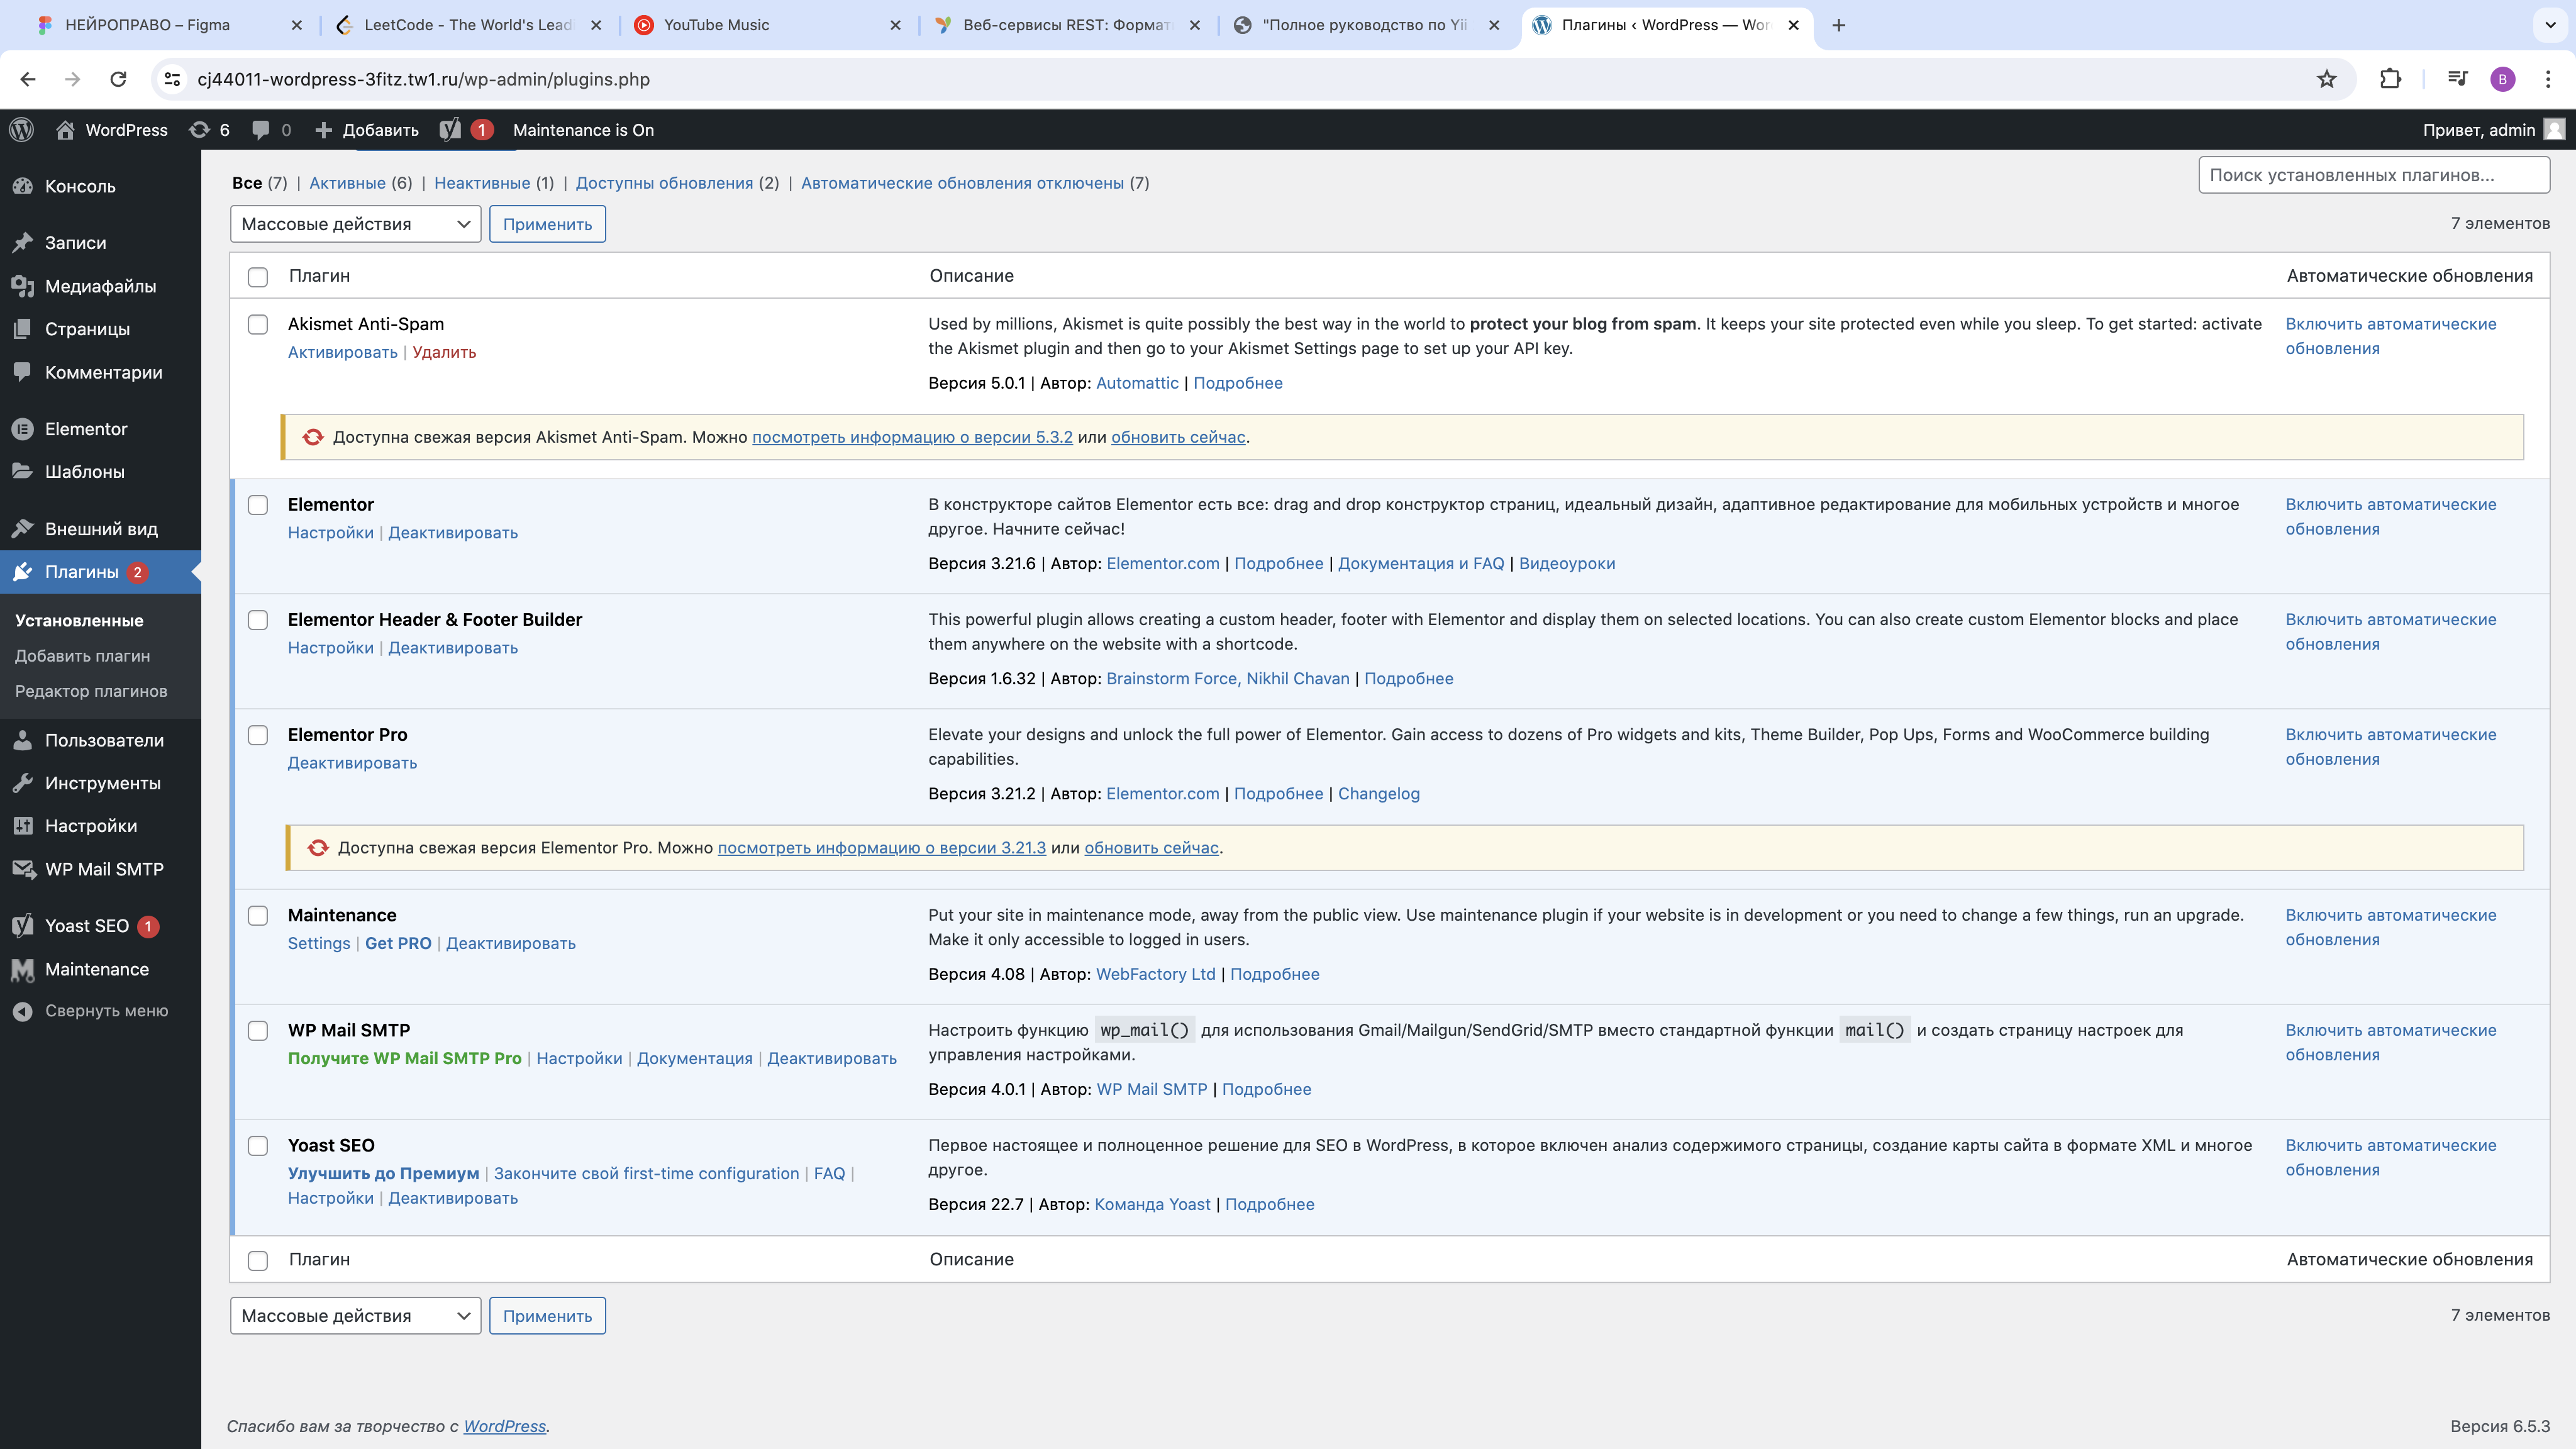 НЕЙРОПРАВО – Figma
LeetCode - The World's Lead
YouTube Music
Веб-сервисы REST: Формат
"Полное руководство по Yii
Плагины ‹ WordPress — Wor
cj44011-wordpress-3fitz.tw1.ru/wp-admin/plugins.php
B
WordPress
6
0
Добавить
1
Maintenance is On
Привет, admin
Консоль
Записи
Медиафайлы
Страницы
Комментарии
Elementor
Шаблоны
Внешний вид
Плагины 2
Установленные
Добавить плагин
Редактор плагинов
Пользователи
Инструменты
Настройки
WP Mail SMTP
Yoast SEO 1
Maintenance
Свернуть меню
Все (7) | Активные (6) | Неактивные (1) | Доступны обновления (2) | Автоматические обновления отключены (7)
Поиск установленных плагинов...
Массовые действия
Применить
7 элементов
Плагин
Описание
Автоматические обновления
Akismet Anti-Spam
Активировать | Удалить
Used by millions, Akismet is quite possibly the best way in the world to protect your blog from spam. It keeps your site protected even while you sleep. To get started: activate
the Akismet plugin and then go to your Akismet Settings page to set up your API key.
Версия 5.0.1 | Автор: Automattic | Подробнее
Включить автоматические
обновления
Доступна свежая версия Akismet Anti-Spam. Можно посмотреть информацию о версии 5.3.2 или обновить сейчас.
Elementor
Настройки | Деактивировать
В конструкторе сайтов Elementor есть все: drag and drop конструктор страниц, идеальный дизайн, адаптивное редактирование для мобильных устройств и многое
другое. Начните сейчас!
Версия 3.21.6 | Автор: Elementor.com | Подробнее | Документация и FAQ | Видеоуроки
Включить автоматические
обновления
Elementor Header & Footer Builder
Настройки | Деактивировать
This powerful plugin allows creating a custom header, footer with Elementor and display them on selected locations. You can also create custom Elementor blocks and place
them anywhere on the website with a shortcode.
Версия 1.6.32 | Автор: Brainstorm Force, Nikhil Chavan | Подробнее
Включить автоматические
обновления
Elementor Pro
Деактивировать
Elevate your designs and unlock the full power of Elementor. Gain access to dozens of Pro widgets and kits, Theme Builder, Pop Ups, Forms and WooCommerce building
capabilities.
Версия 3.21.2 | Автор: Elementor.com | Подробнее | Changelog
Включить автоматические
обновления
Доступна свежая версия Elementor Pro. Можно посмотреть информацию о версии 3.21.3 или обновить сейчас.
Maintenance
Settings | Get PRO | Деактивировать
Put your site in maintenance mode, away from the public view. Use maintenance plugin if your website is in development or you need to change a few things, run an upgrade.
Make it only accessible to logged in users.
Версия 4.08 | Автор: WebFactory Ltd | Подробнее
Включить автоматические
обновления
WP Mail SMTP
Получите WP Mail SMTP Pro | Настройки | Документация | Деактивировать
Настроить функцию wp_mail() для использования Gmail/Mailgun/SendGrid/SMTP вместо стандартной функции mail() и создать страницу настроек для
управления настройками.
Версия 4.0.1 | Автор: WP Mail SMTP | Подробнее
Включить автоматические
обновления
Yoast SEO
Улучшить до Премиум | Закончите свой first-time configuration | FAQ |
Настройки | Деактивировать
Первое настоящее и полноценное решение для SEO в WordPress, в которое включен анализ содержимого страницы, создание карты сайта в формате XML и многое
другое.
Версия 22.7 | Автор: Команда Yoast | Подробнее
Включить автоматические
обновления
Плагин
Описание
Автоматические обновления
Массовые действия
Применить
7 элементов
Спасибо вам за творчество с WordPress.
Версия 6.5.3